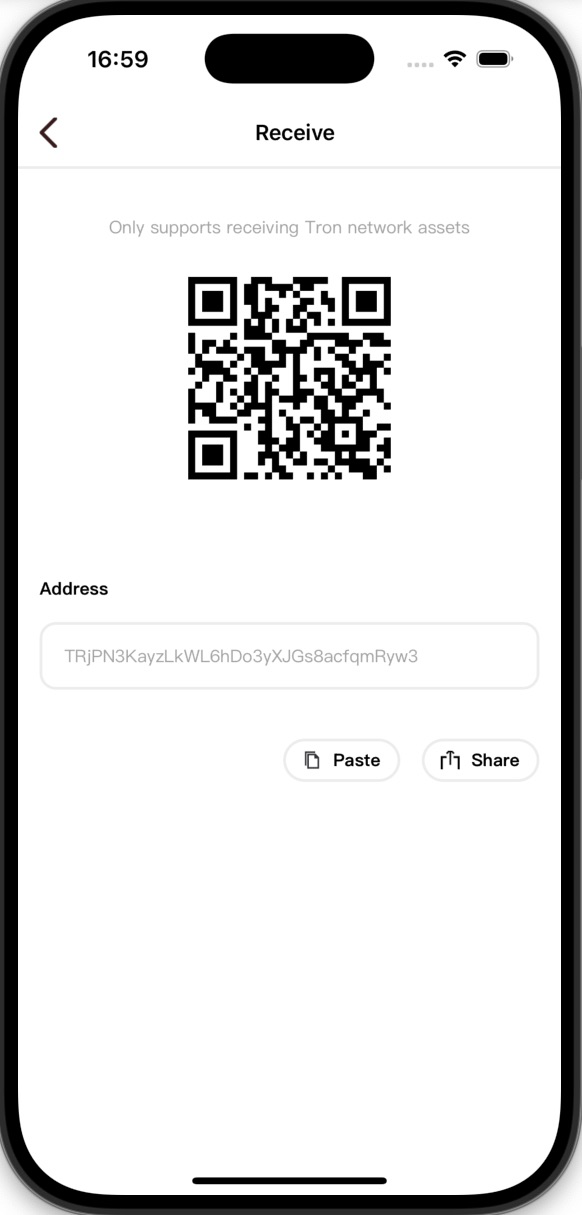 16:59
Receive
Only supports receiving Tron network assets
Address
TRjPN3KayzLkWL6hDo3yXJGs8acfqmRyw3
Paste
Share